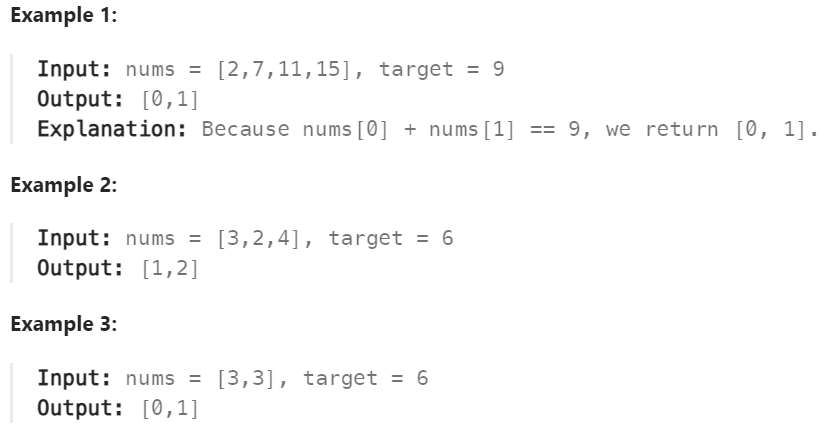 Example 1:
Input: nums = [2,7,11,15], target = 9
Output: [0,1]
Explanation: Because nums[0] + nums[1] == 9, we return [0, 1].
Example 2:
Input: nums = [3,2,4], target = 6
Output: [1,2]
Example 3:
Input: nums = [3,3], target = 6
Output: [0,1]